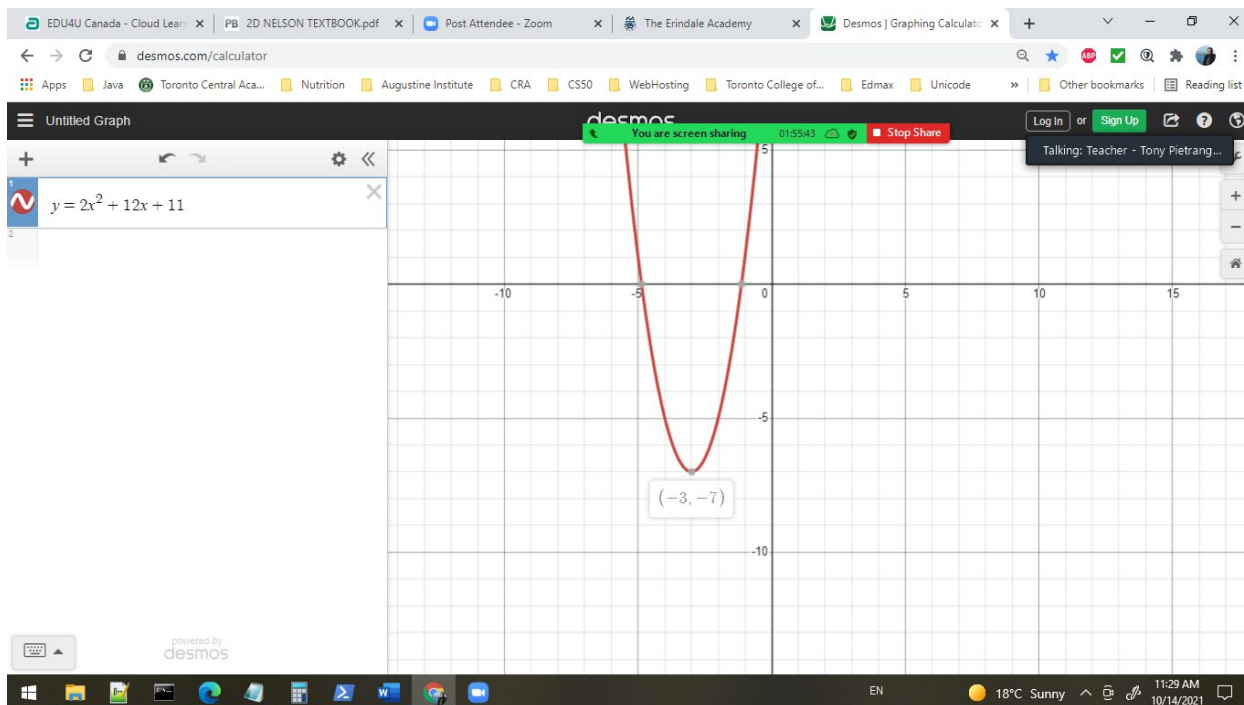 EDU4U Canada - Cloud Learn
PB 2D NELSON TEXTBOOK.pdf
Post Attendee - Zoom
The Erindale Academy
Desmos | Graphing Calculato
desmos.com/calculator
ABP
Apps Java Toronto Central Aca... Nutrition Augustine Institute CRA CS50 WebHosting Toronto College of... Edmax Unicode » Other bookmarks Reading list
Untitled Graph
desmos
Log In or Sign Up
You are screen sharing 01:55:43 Stop Share
Talking: Teacher - Tony Pietrang...
1
y = 2x² + 12x + 11
2
5
-10 -5 0 5 10 15
-5
(−3, −7)
-10
powered by
desmos
EN
18°C Sunny
11:29 AM
10/14/2021